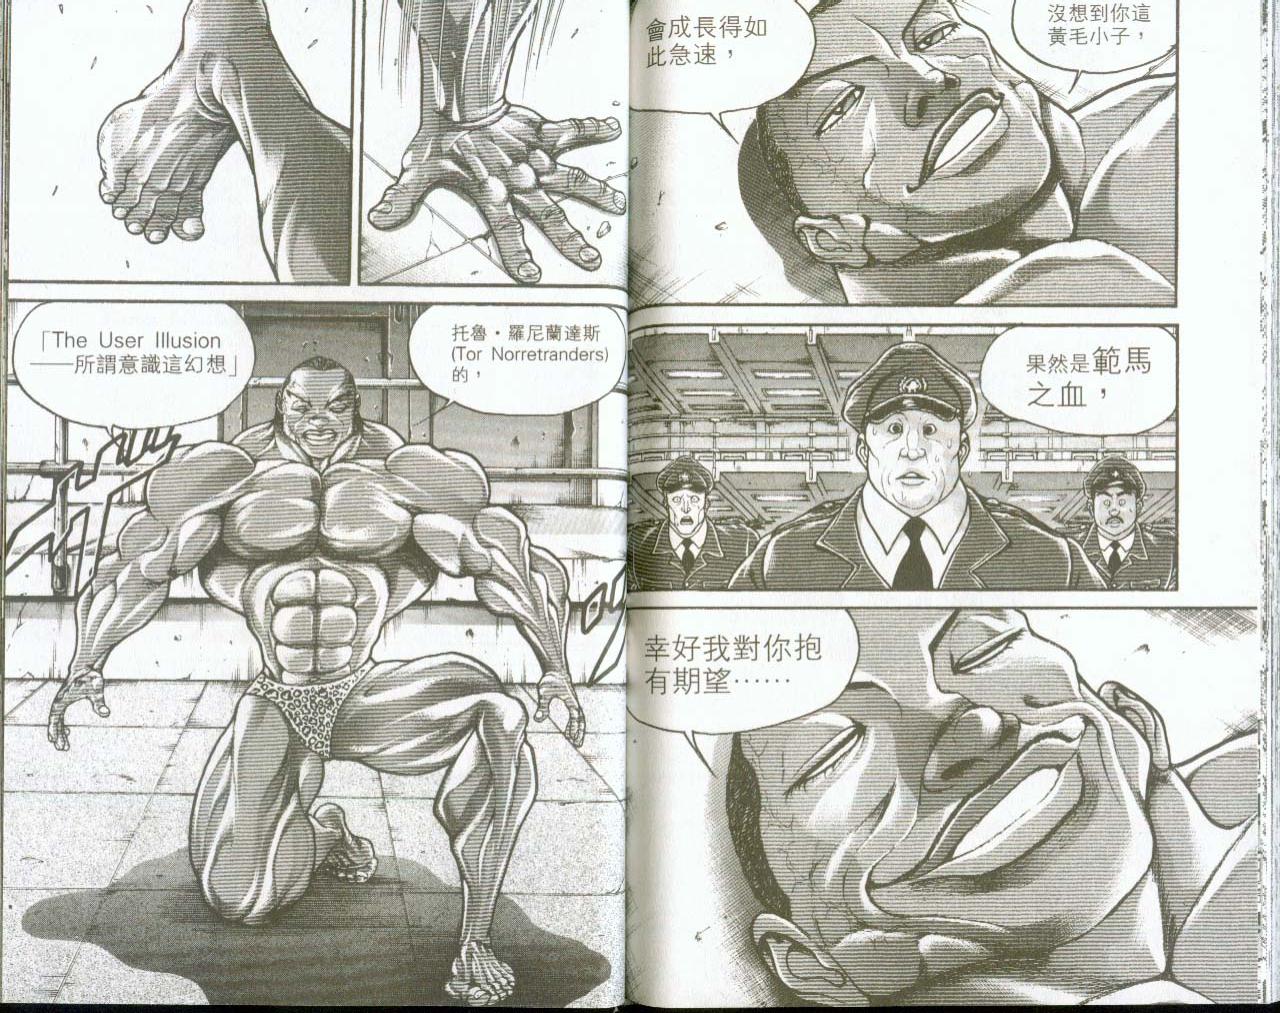 沒想到你這
黃毛小子，
會成長得如
此急速，
果然是範馬
之血，
幸好我對你抱
有期望……
托魯・羅尼蘭達斯
(Tor Norretranders)
的，
「The User Illusion
──所謂意識這幻想」